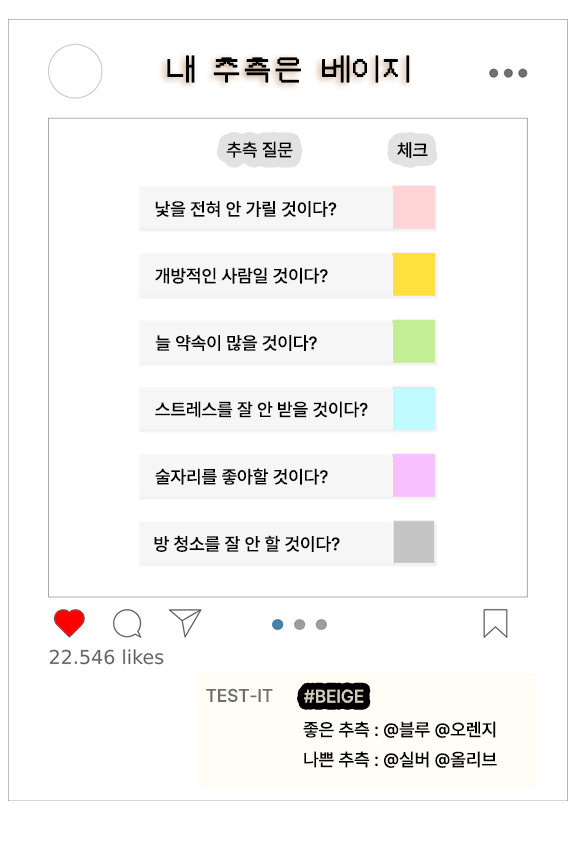 내 추측은 베이지
추측 질문 체크
낯을 전혀 안 가릴 것이다?
개방적인 사람일 것이다?
늘 약속이 많을 것이다?
스트레스를 잘 안 받을 것이다?
술자리를 좋아할 것이다?
방 청소를 잘 안 할 것이다?
22.546 likes
TEST-IT #BEIGE
좋은 추측 : @블루 @오렌지
나쁜 추측 : @실버 @올리브